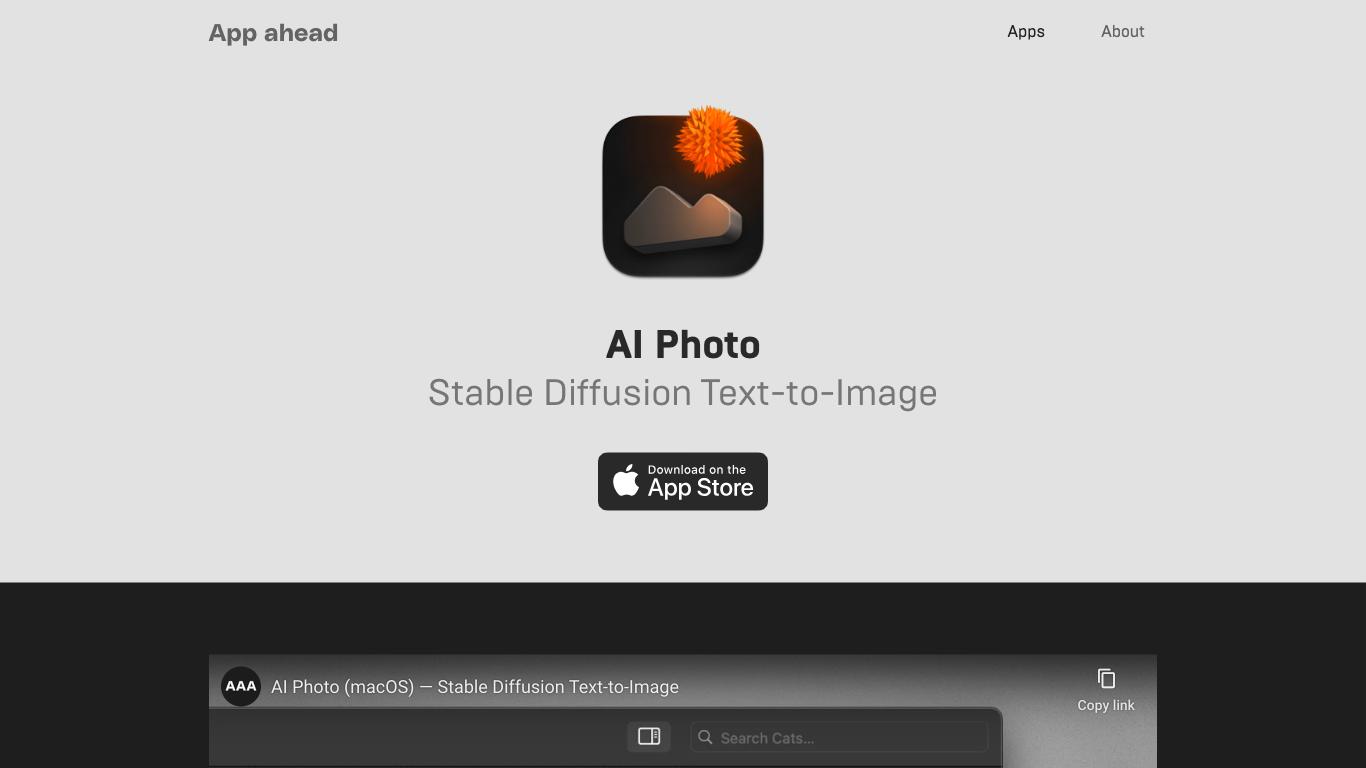 App ahead
Apps
About
AI Photo
Stable Diffusion Text-to-Image
Download on the
App Store
AAA
AI Photo (macOS) — Stable Diffusion Text-to-Image
Copy link
Search Cats...